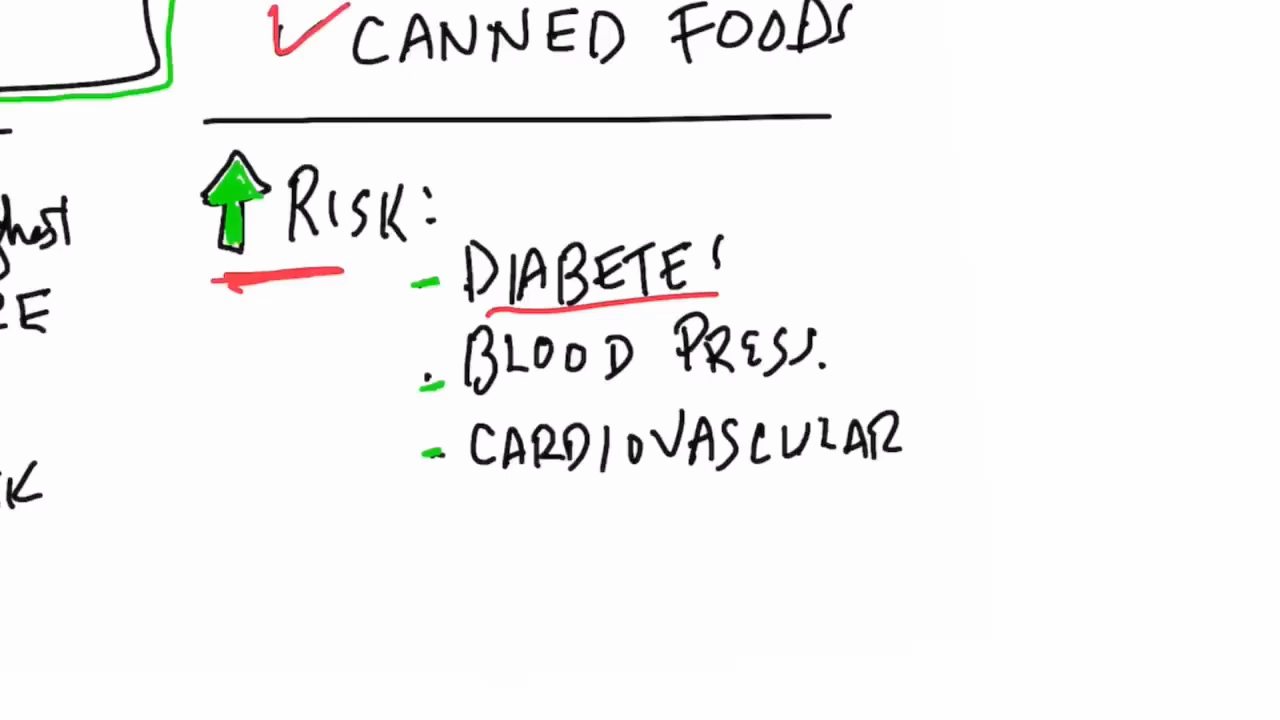 CANNED FOODS
RISK:
- DIABETES
- BLOOD PRESS.
- CARDIOVASCULAR